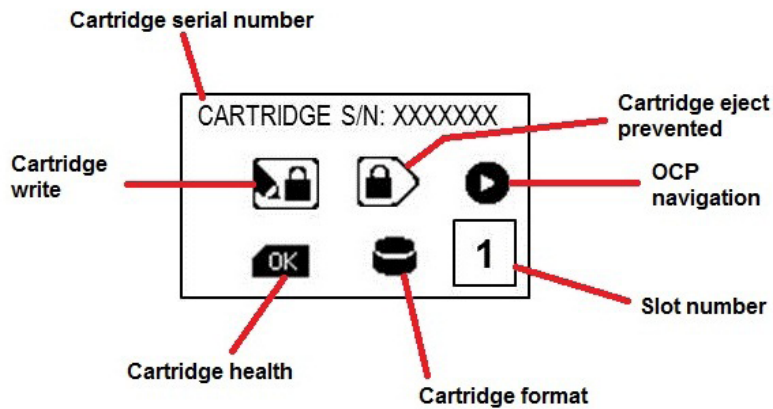 Cartridge serial number
CARTRIDGE S/N: XXXXXXX
Cartridge eject
prevented
Cartridge
write
OCP
navigation
OK
1
Slot number
Cartridge health
Cartridge format